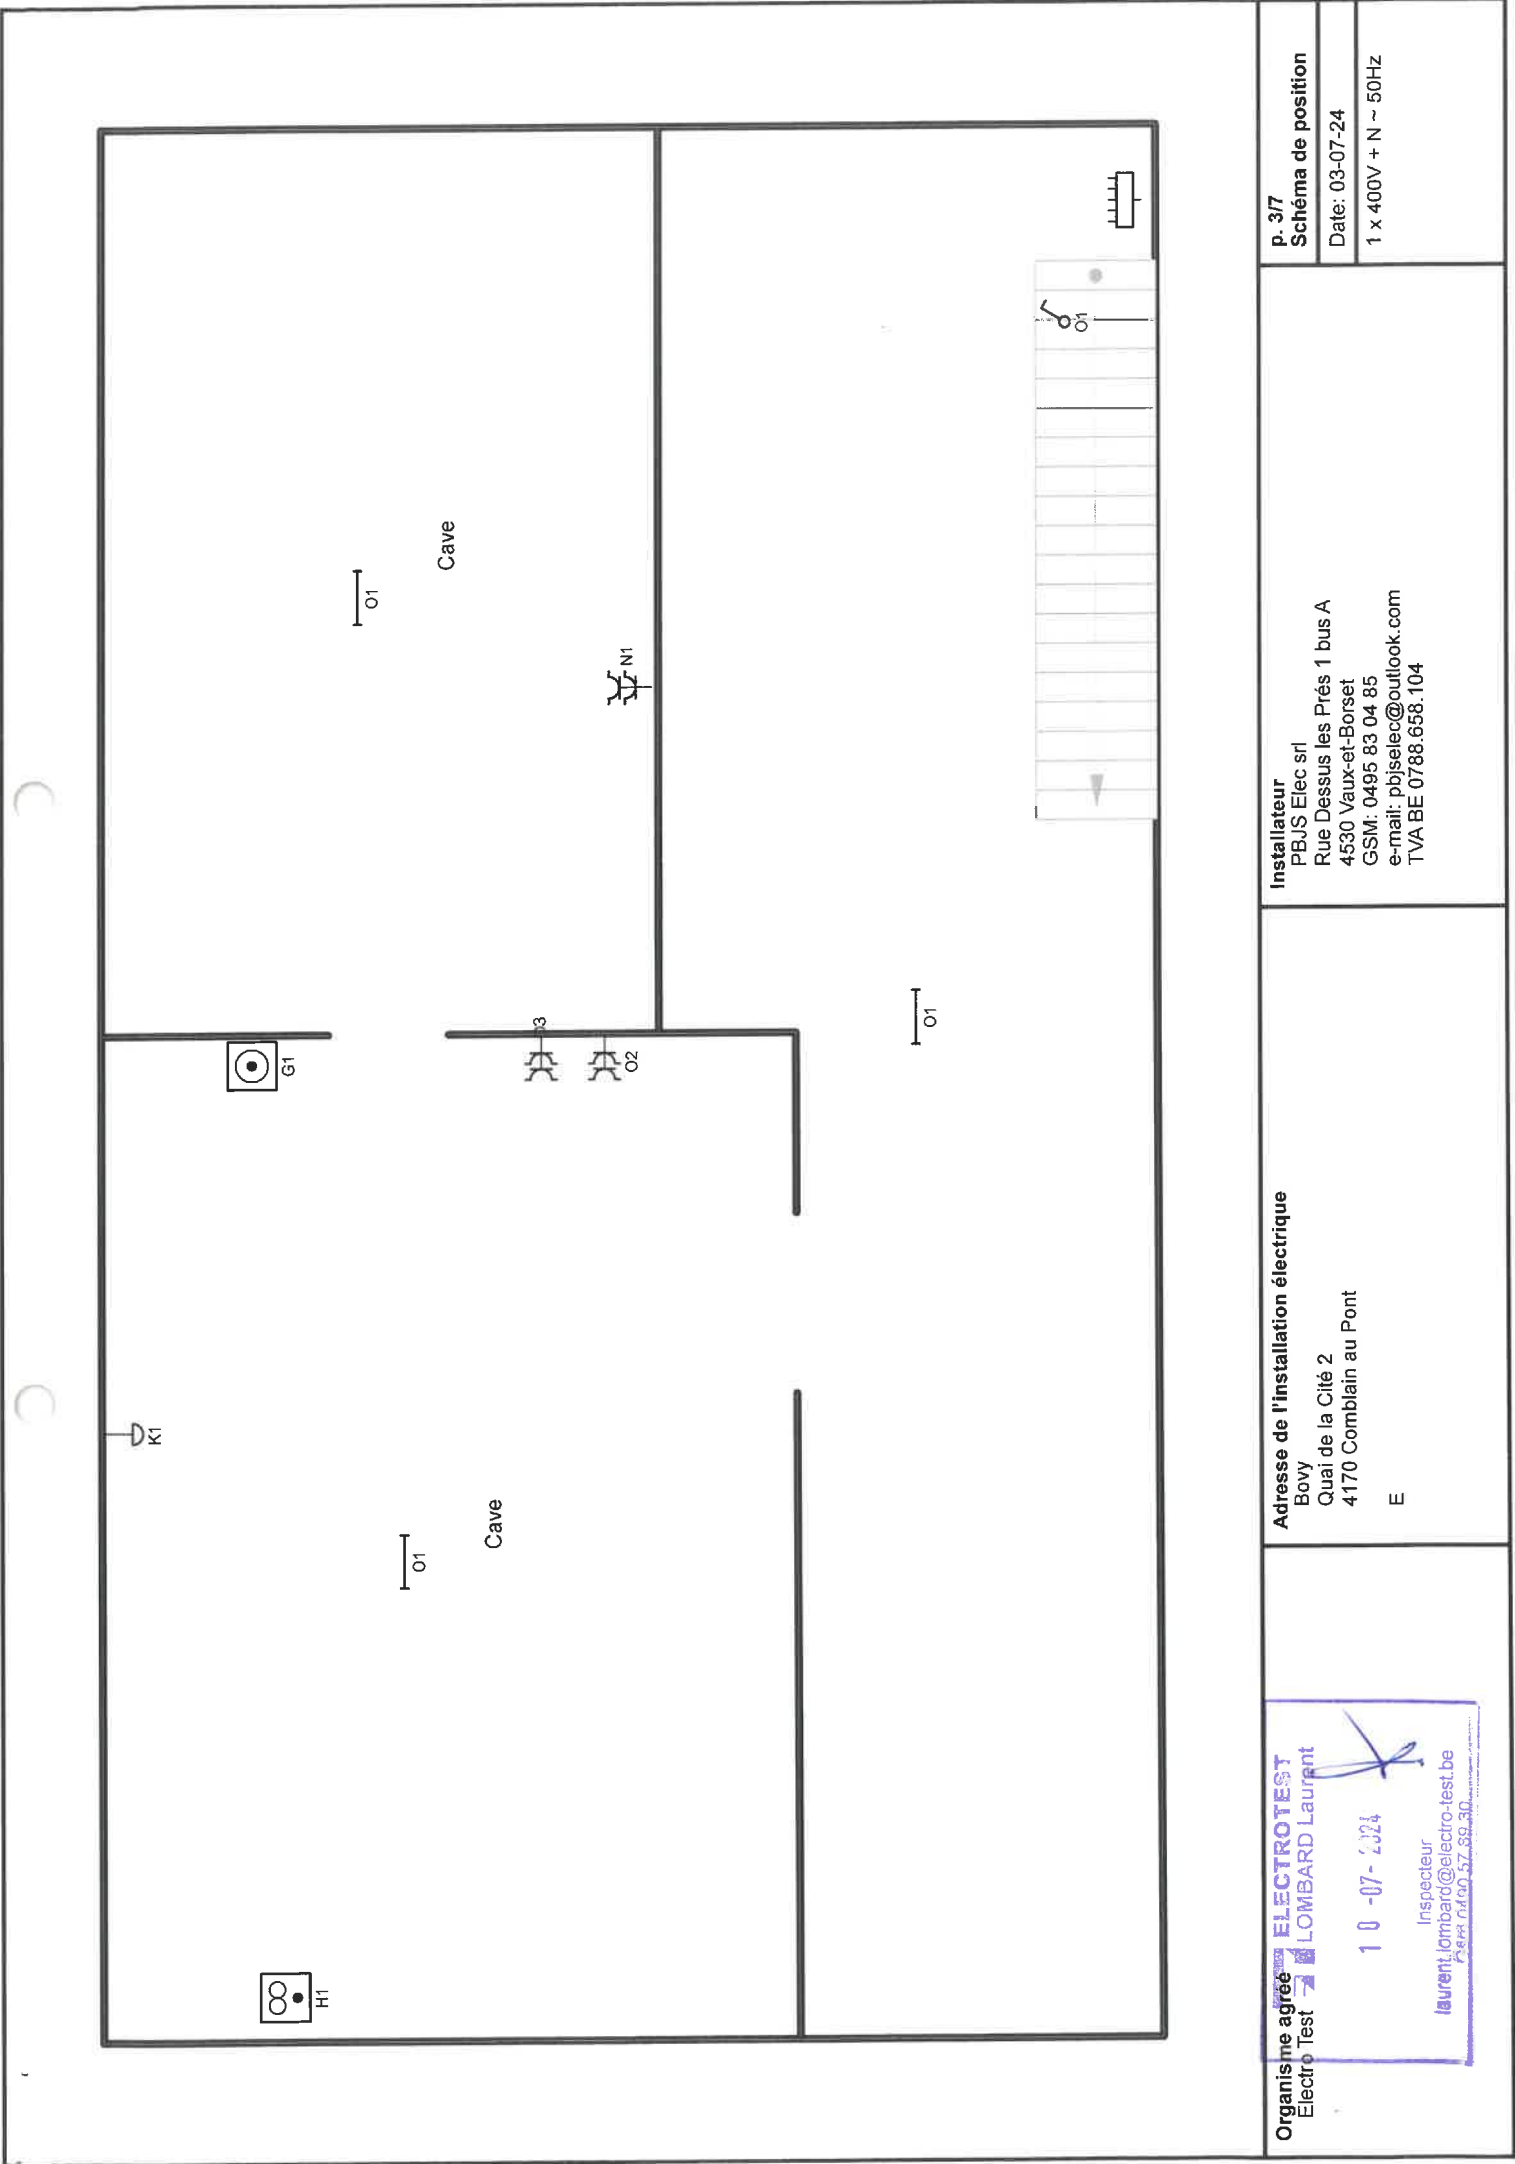 H1
O1
Cave
K1
G1
O3
O2
O1
N1
O1
Cave
O1
Organisme agréé
Electro Test
ELECTROTEST
LOMBARD Laurent
10 -07- 2024
Inspecteur
laurent.lombard@electro-test.be
Adresse de l'installation électrique
Bovy
Quai de la Cité 2
4170 Comblain au Pont
E
Installateur
PBJS Elec srl
Rue Dessus les Prés 1 bus A
4530 Vaux-et-Borset
GSM: 0495 83 04 85
e-mail: pbjselec@outlook.com
TVA BE 0788.658.104
p. 3/7
Schéma de position
Date: 03-07-24
1 x 400V + N ~ 50Hz